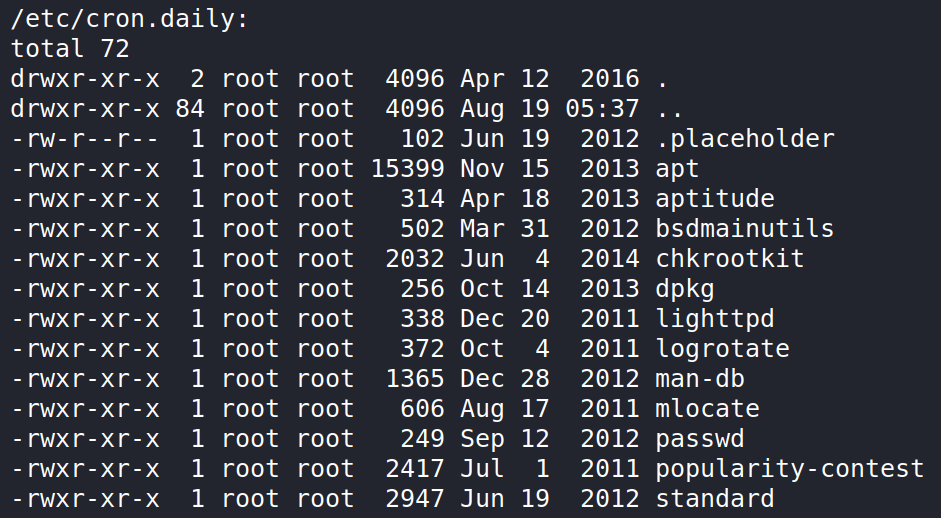 /etc/cron.daily:
total 72
drwxr-xr-x  2 root root  4096 Apr 12  2016 .
drwxr-xr-x 84 root root  4096 Aug 19 05:37 ..
-rw-r--r--  1 root root   102 Jun 19  2012 .placeholder
-rwxr-xr-x  1 root root 15399 Nov 15  2013 apt
-rwxr-xr-x  1 root root   314 Apr 18  2013 aptitude
-rwxr-xr-x  1 root root   502 Mar 31  2012 bsdmainutils
-rwxr-xr-x  1 root root  2032 Jun  4  2014 chkrootkit
-rwxr-xr-x  1 root root   256 Oct 14  2013 dpkg
-rwxr-xr-x  1 root root   338 Dec 20  2011 lighttpd
-rwxr-xr-x  1 root root   372 Oct  4  2011 logrotate
-rwxr-xr-x  1 root root  1365 Dec 28  2012 man-db
-rwxr-xr-x  1 root root   606 Aug 17  2011 mlocate
-rwxr-xr-x  1 root root   249 Sep 12  2012 passwd
-rwxr-xr-x  1 root root  2417 Jul  1  2011 popularity-contest
-rwxr-xr-x  1 root root  2947 Jun 19  2012 standard